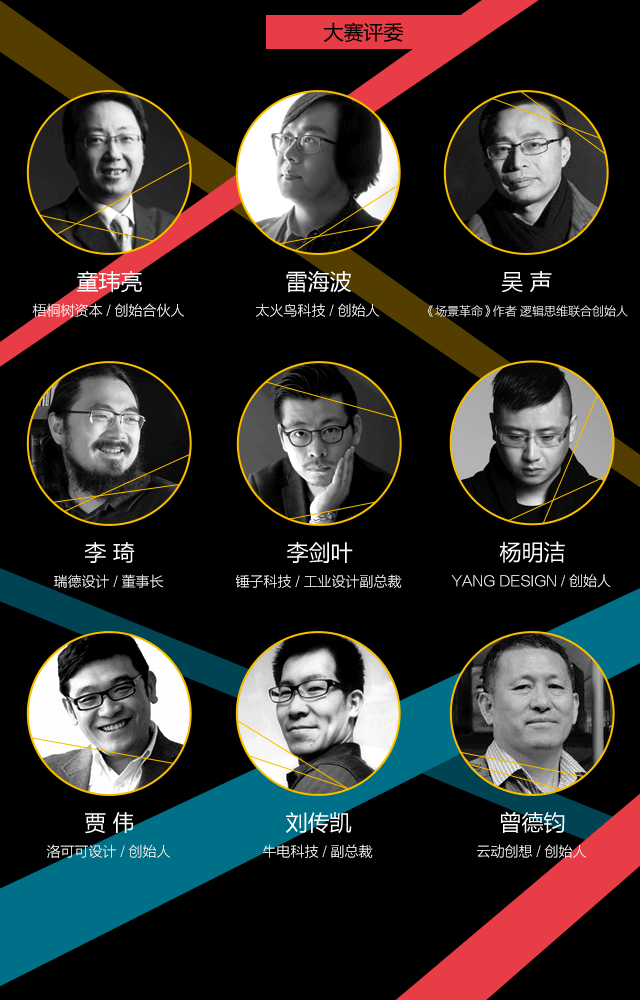 大赛评委
童玮亮
梧桐树资本 / 创始合伙人
雷海波
太火鸟科技 / 创始人
吴 声
《场景革命》作者 逻辑思维联合创始人
李 琦
瑞德设计 / 董事长
李剑叶
锤子科技 / 工业设计副总裁
杨明洁
YANG DESIGN / 创始人
贾 伟
洛可可设计 / 创始人
刘传凯
牛电科技 / 副总裁
曾德钧
云动创想 / 创始人